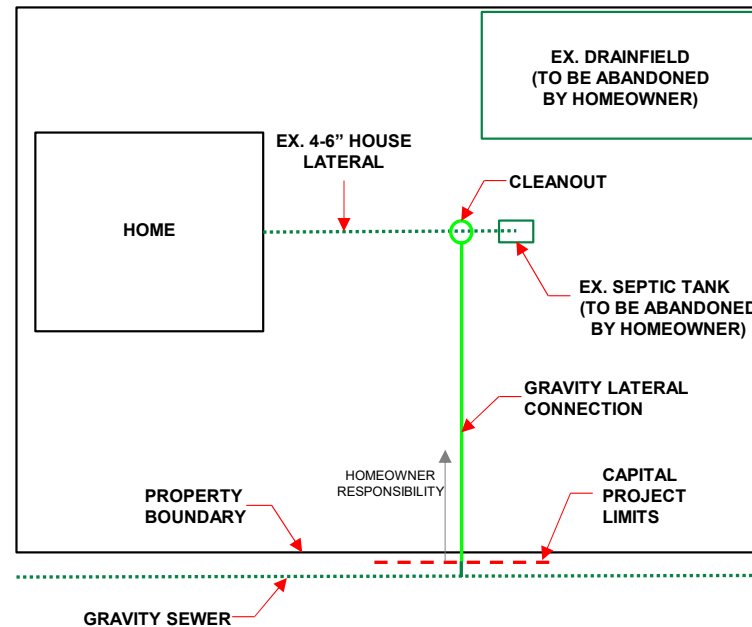 EX. DRAINFIELD
(TO BE ABANDONED
BY HOMEOWNER)
EX. 4-6” HOUSE
LATERAL
CLEANOUT
HOME
EX. SEPTIC TANK
(TO BE ABANDONED
BY HOMEOWNER)
GRAVITY LATERAL
CONNECTION
HOMEOWNER
RESPONSIBILITY
CAPITAL
PROJECT
LIMITS
PROPERTY
BOUNDARY
GRAVITY SEWER